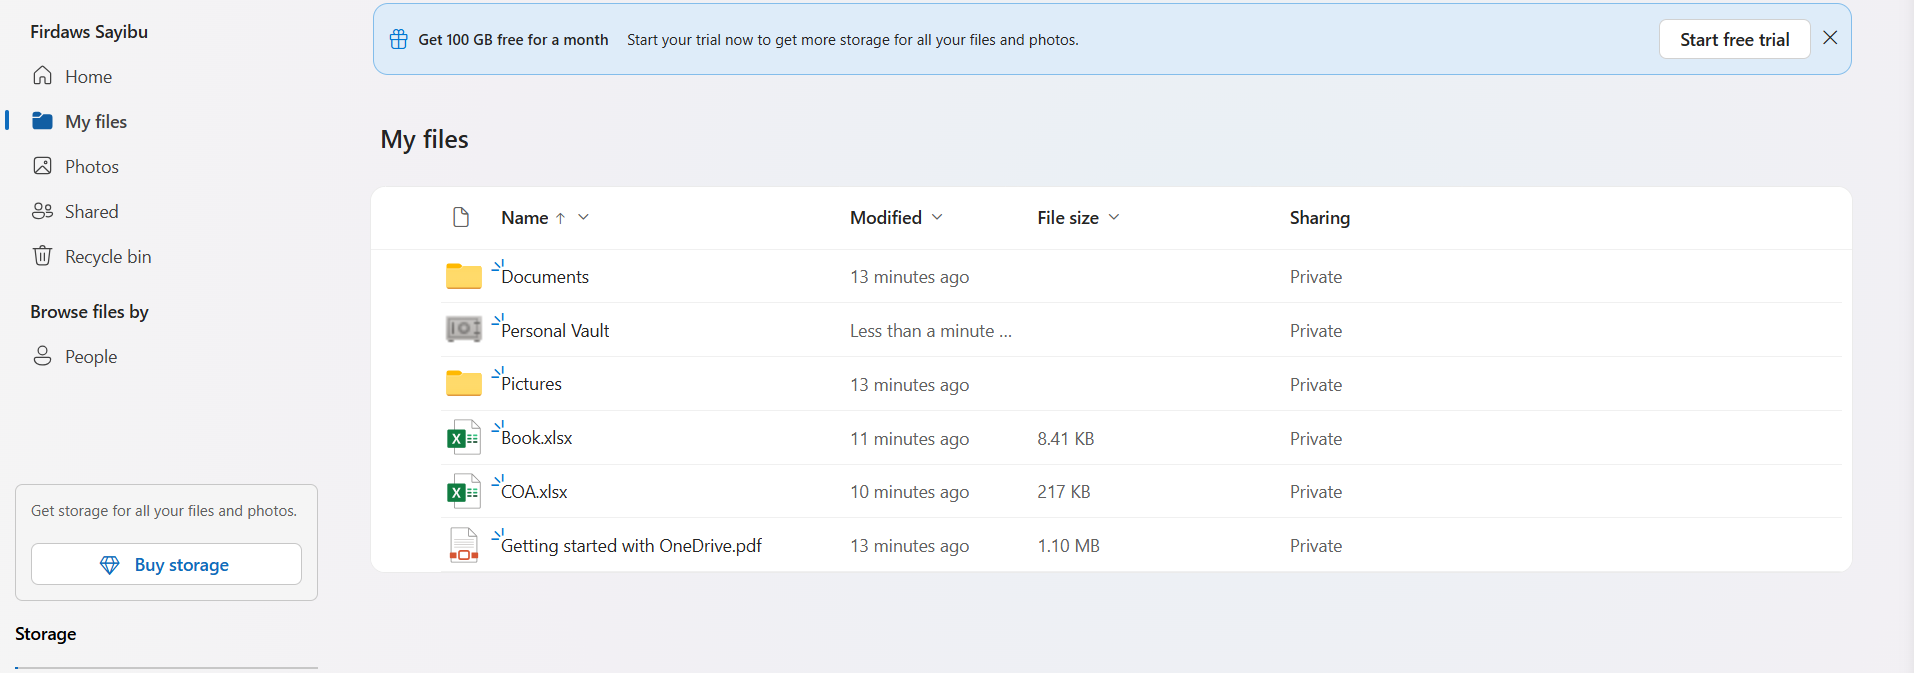 Firdaws Sayibu
Home
My files
Photos
Shared
Recycle bin
Browse files by
People
Get storage for all your files and photos.
Buy storage
Storage
Get 100 GB free for a month Start your trial now to get more storage for all your files and photos. Start free trial
My files
Name Modified File size Sharing
Documents 13 minutes ago Private
Personal Vault Less than a minute ... Private
Pictures 13 minutes ago Private
Book.xlsx 11 minutes ago 8.41 KB Private
COA.xlsx 10 minutes ago 217 KB Private
Getting started with OneDrive.pdf 13 minutes ago 1.10 MB Private